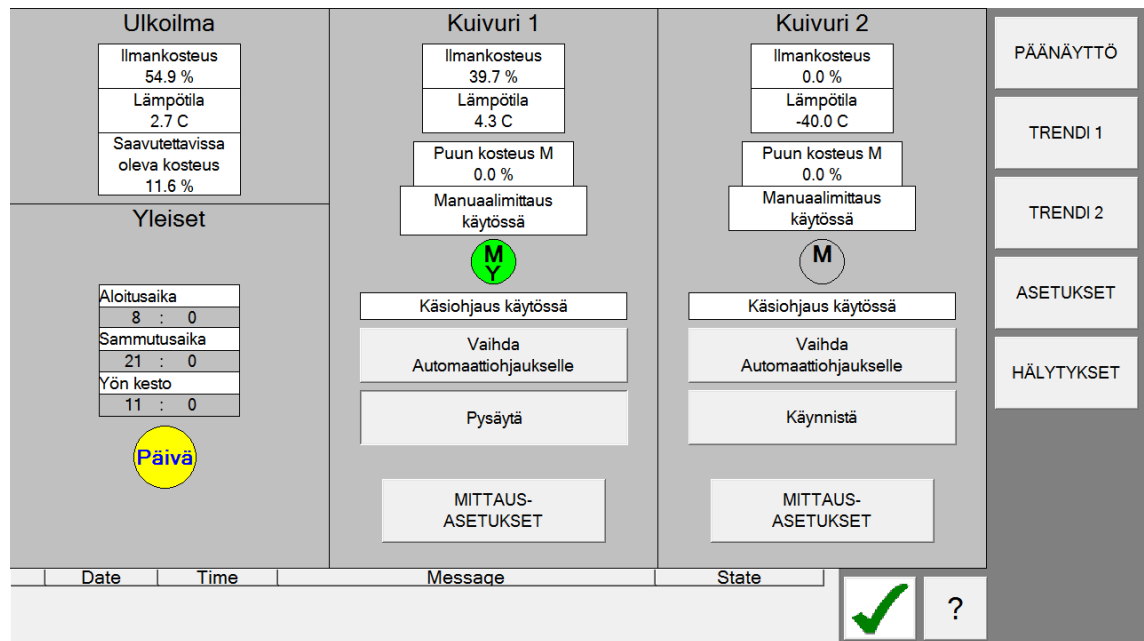 Ulkoilma
Ilmankosteus
54.9 %
Lämpötila
2.7 C
Saavutettavissa
oleva kosteus
11.6 %
Yleiset
Aloitusaika
8 : 0
Sammutusaika
21 : 0
Yön kesto
11 : 0
Päivä
Kuivuri 1
Ilmankosteus
39.7 %
Lämpötila
4.3 C
Puun kosteus M
0.0 %
Manuaalimittaus
käytössä
M
Y
Käsiohjaus käytössä
Vaihda
Automaattiohjaukselle
Pysäytä
MITTAUS-
ASETUKSET
Kuivuri 2
Ilmankosteus
0.0 %
Lämpötila
-40.0 C
Puun kosteus M
0.0 %
Manuaalimittaus
käytössä
M
Käsiohjaus käytössä
Vaihda
Automaattiohjaukselle
Käynnistä
MITTAUS-
ASETUKSET
PÄÄNÄYTTÖ
TRENDI 1
TRENDI 2
ASETUKSET
HÄLYTYKSET
Date Time Message State
?